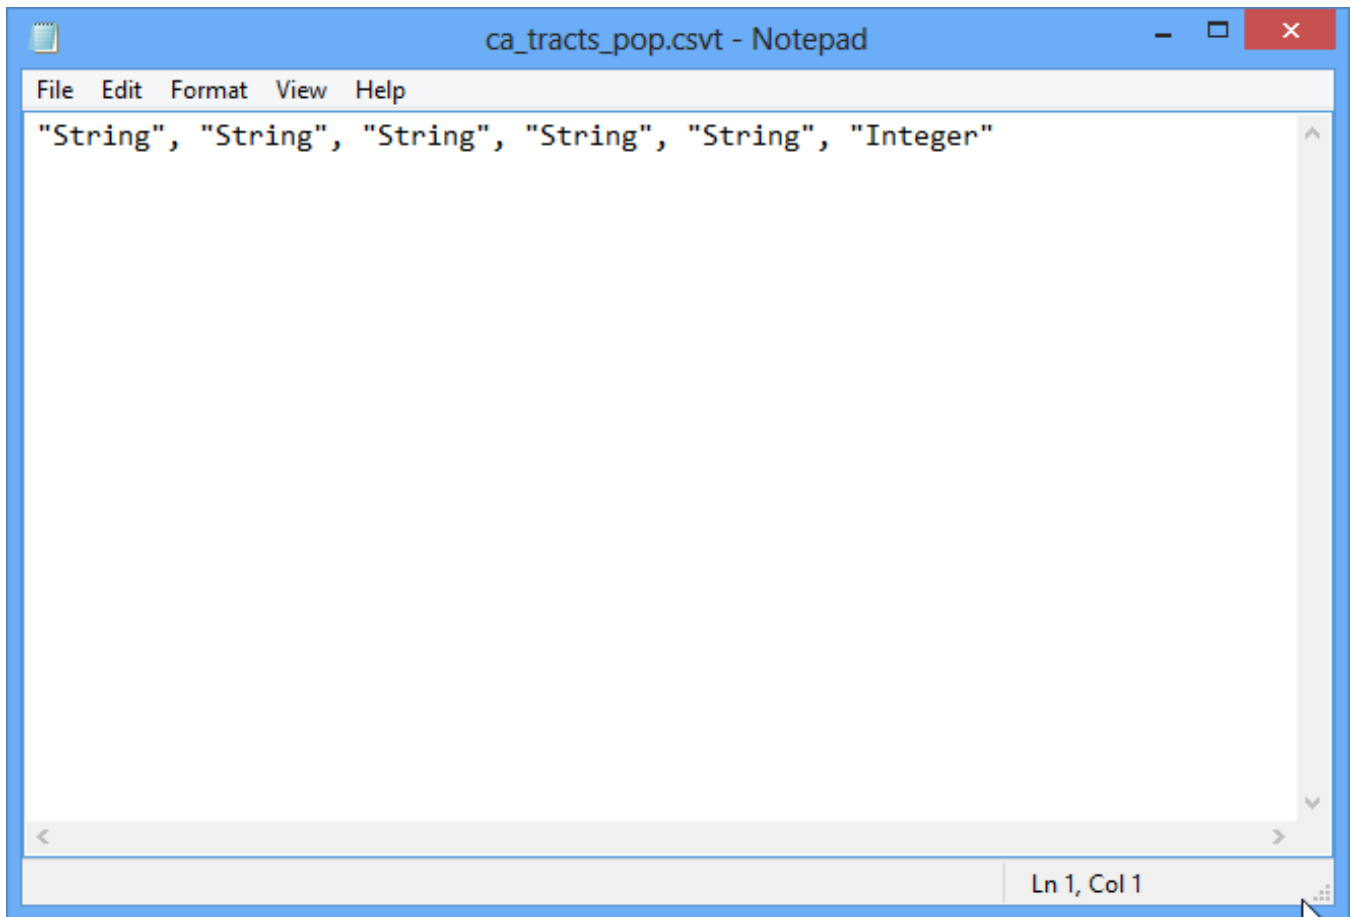 ca_tracts_pop.csvt - Notepad
File Edit Format View Help
"String", "String", "String", "String", "String", "Integer"
Ln 1, Col 1